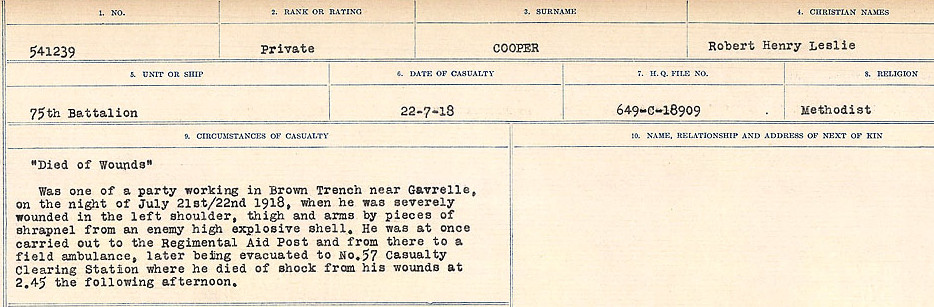 1. NO.
2. RANK OR RATING
3. SURNAME
4. CHRISTIAN NAMES
541239
Private
COOPER
Robert Henry Leslie
5. UNIT OR SHIP
6. DATE OF CASUALTY
7. H.Q. FILE NO.
8. RELIGION
75th Battalion
22-7-18
649-C-18909
Methodist
9. CIRCUMSTANCES OF CASUALTY
10. NAME, RELATIONSHIP AND ADDRESS OF NEXT OF KIN
"Died of Wounds"
Was one of a party working in Brown Trench near Gavrelle,
on the night of July 21st/22nd 1918, when he was severely
wounded in the left shoulder, thigh and arms by pieces of
shrapnel from an enemy high explosive shell. He was at once
carried out to the Regimental Aid Post and from there to a
field ambulance, later being evacuated to No.57 Casualty
Clearing Station where he died of shock from his wounds at
2.45 the following afternoon.